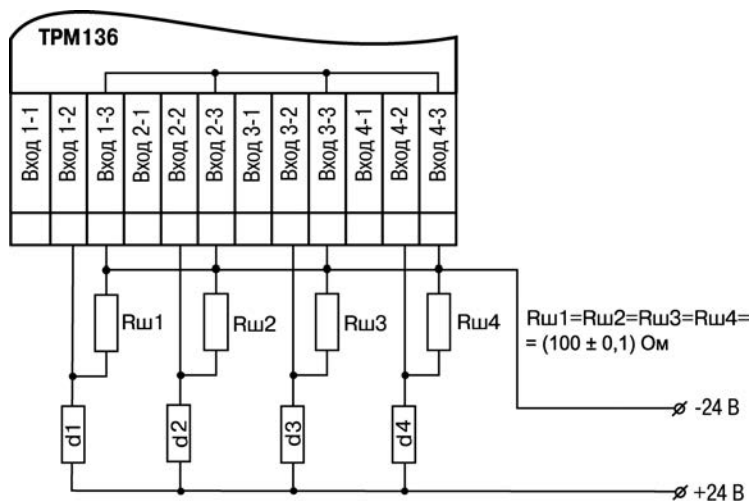 ТРМ136
Вход 1-1
Вход 1-2
Вход 1-3
Вход 2-1
Вход 2-2
Вход 2-3
Вход 3-1
Вход 3-2
Вход 3-3
Вход 4-1
Вход 4-2
Вход 4-3
Rш1
Rш2
Rш3
Rш4
Rш1=Rш2=Rш3=Rш4=
= (100 ± 0,1) Ом
d1
d2
d3
d4
-24 В
+24 В